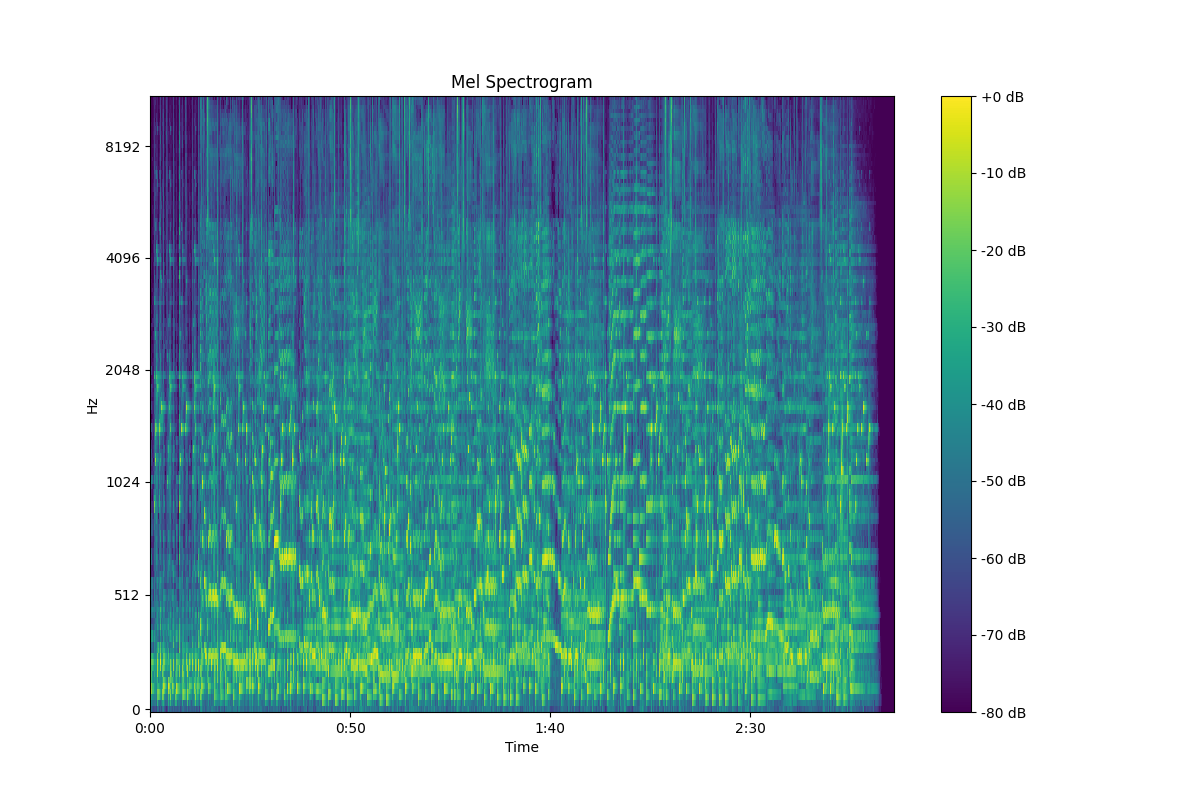 Mel Spectrogram
8192
4096
2048
1024
512
0
Hz
0:00
0:50
1:40
2:30
Time
+0 dB
-10 dB
-20 dB
-30 dB
-40 dB
-50 dB
-60 dB
-70 dB
-80 dB